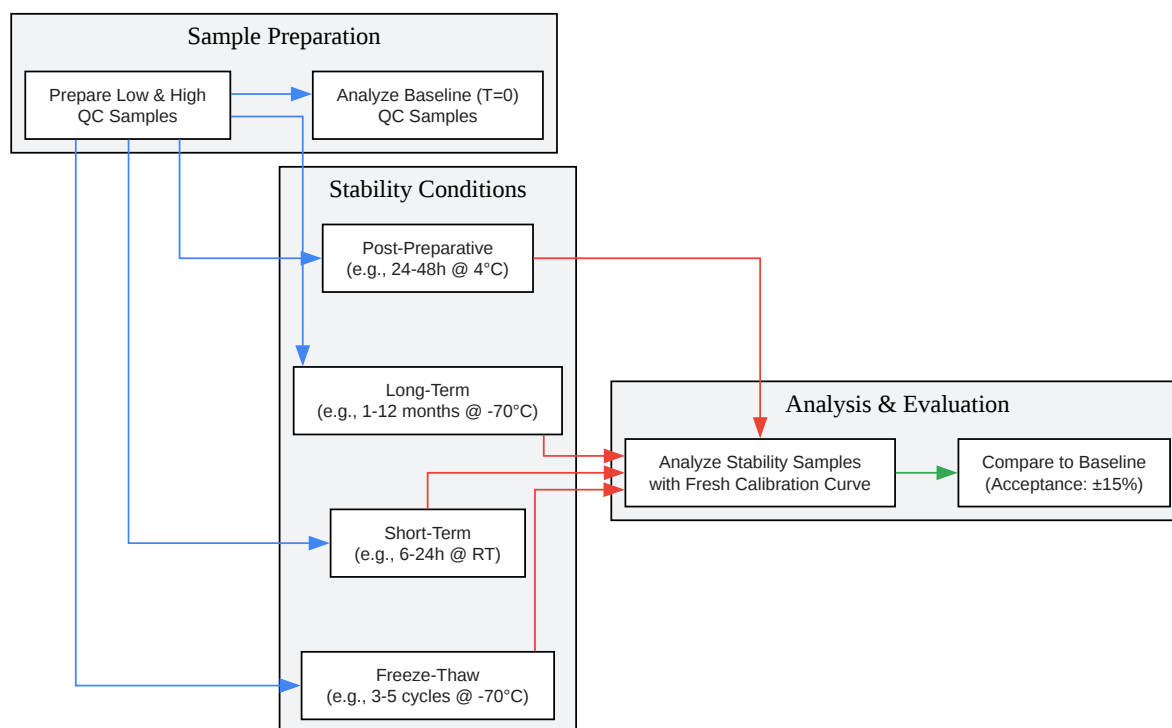 Sample Preparation
Prepare Low & High
QC Samples
Analyze Baseline (T=0)
QC Samples
Stability Conditions
Post-Preparative
(e.g., 24-48h @ 4°C)
Long-Term
(e.g., 1-12 months @ -70°C)
Short-Term
(e.g., 6-24h @ RT)
Freeze-Thaw
(e.g., 3-5 cycles @ -70°C)
Analysis & Evaluation
Analyze Stability Samples
with Fresh Calibration Curve
Compare to Baseline
(Acceptance: ±15%)